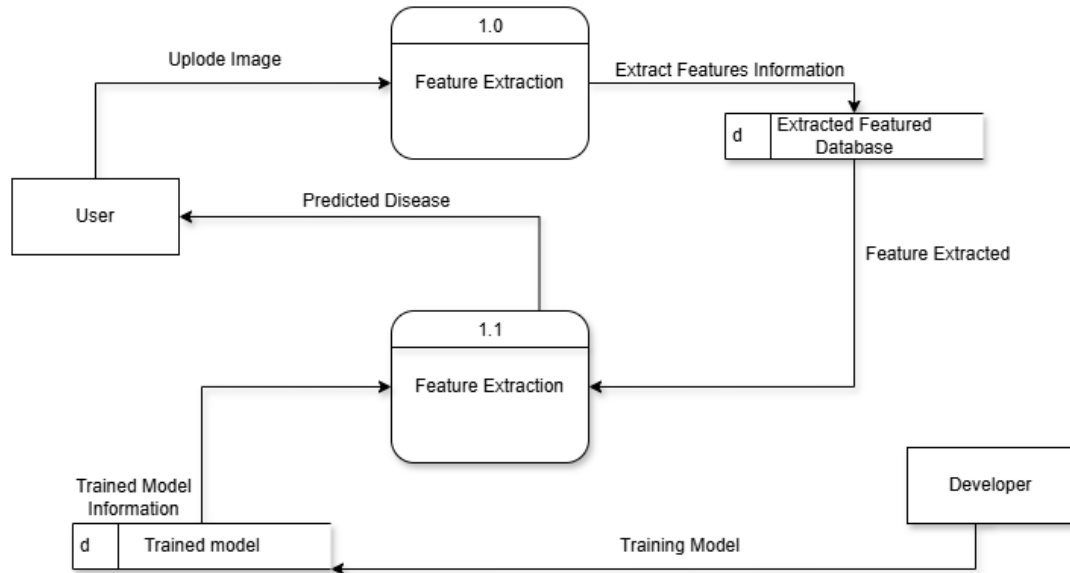 1.0
Uplode Image
Feature Extraction
Extract Features Information
d
Extracted Featured
Database
User
Predicted Disease
Feature Extracted
1.1
Feature Extraction
Trained Model
Information
Developer
d
Trained model
Training Model